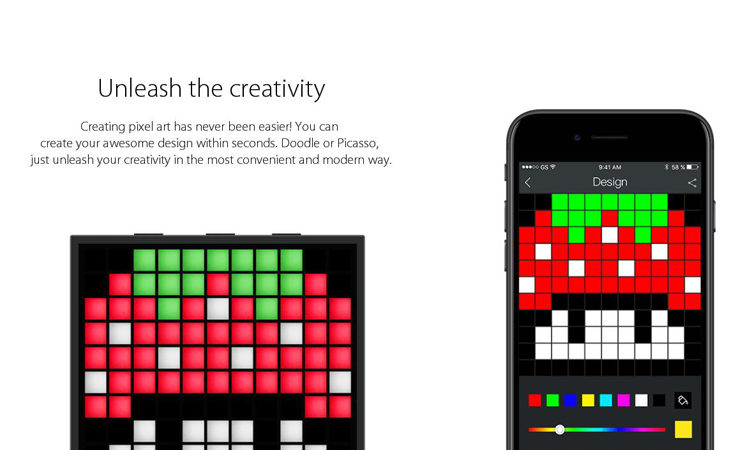 Unleash the creativity
Creating pixel art has never been easier! You can
create your awesome design within seconds. Doodle or Picasso,
just unleash your creativity in the most convenient and modern way.
GS 9:41 AM 58 %
Design